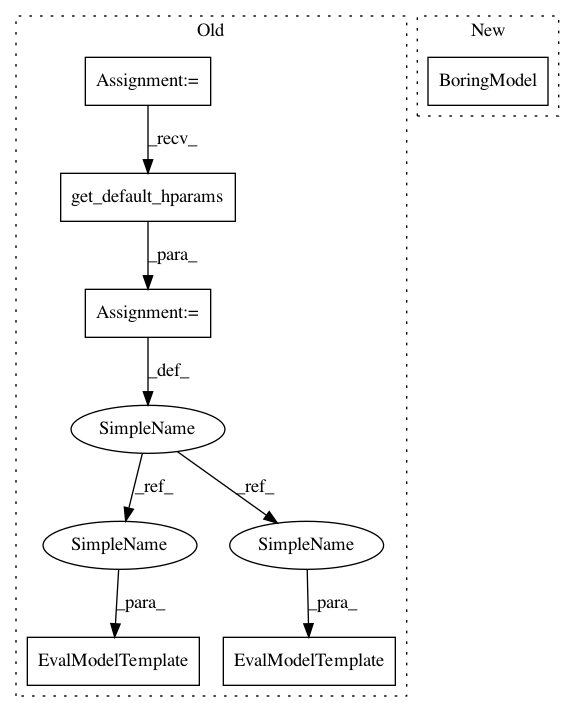 Old
New
Assignment:=
BoringModel
_recv_
get_default_hparams
_para_
Assignment:=
_def_
SimpleName
_ref_
_ref_
SimpleName
SimpleName
_para_
_para_
EvalModelTemplate
EvalModelTemplate